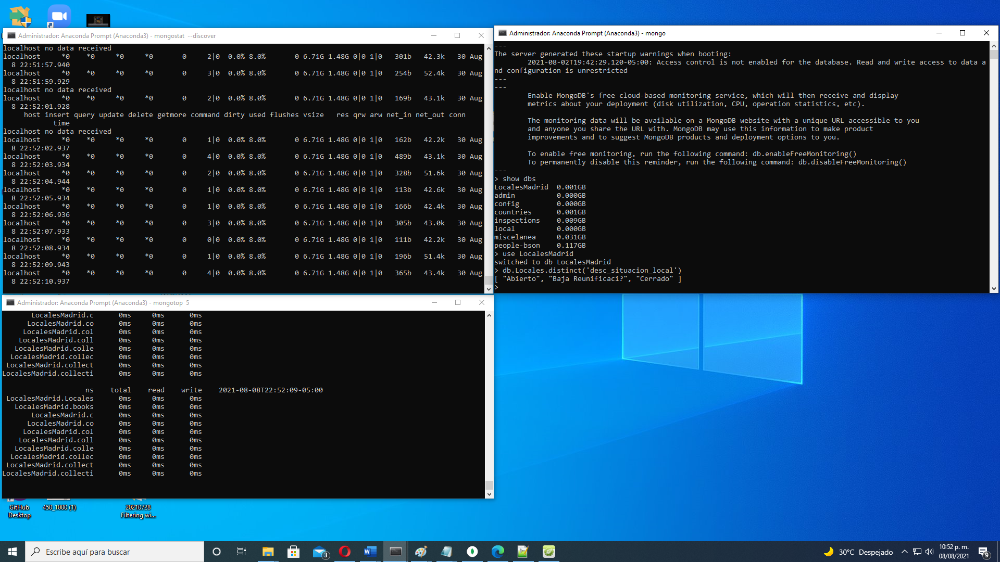 Administrador: Anaconda Prompt (Anaconda3) - mongostat  --discover
localhost no data received
localhost     *0    *0     *0     *0       0     2|0  0.0% 8.0%       0 6.71G 1.48G 0|0 1|0   301b   42.3k   30 Aug
  8 22:51:57.940
localhost     *0    *0     *0     *0       0     3|0  0.0% 8.0%       0 6.71G 1.48G 0|0 1|0   254b   52.4k   30 Aug
  8 22:51:59.929
localhost no data received
localhost     *0    *0     *0     *0       0     2|0  0.0% 8.0%       0 6.71G 1.48G 0|0 1|0   169b   43.1k   30 Aug
  8 22:52:01.928
     host insert query update delete getmore command dirty used flushes vsize   res qrw arw net_in net_out conn
            time
localhost no data received
localhost     *0    *0     *0     *0       0     1|0  0.0% 8.0%       0 6.71G 1.48G 0|0 1|0   162b   42.2k   30 Aug
  8 22:52:02.937
localhost     *0    *0     *0     *0       0     4|0  0.0% 8.0%       0 6.71G 1.48G 0|0 1|0   489b   43.1k   30 Aug
  8 22:52:03.934
localhost     *0    *0     *0     *0       0     2|0  0.0% 8.0%       0 6.71G 1.48G 0|0 1|0   328b   51.6k   30 Aug
  8 22:52:04.944
localhost     *0    *0     *0     *0       0     1|0  0.0% 8.0%       0 6.71G 1.48G 0|0 1|0   113b   42.6k   30 Aug
  8 22:52:05.934
localhost     *0    *0     *0     *0       0     1|0  0.0% 8.0%       0 6.71G 1.48G 0|0 1|0   166b   42.4k   30 Aug
  8 22:52:06.936
localhost     *0    *0     *0     *0       0     3|0  0.0% 8.0%       0 6.71G 1.48G 0|0 1|0   305b   43.0k   30 Aug
  8 22:52:07.933
localhost     *0    *0     *0     *0       0     0|0  0.0% 8.0%       0 6.71G 1.48G 0|0 1|0   111b   42.2k   30 Aug
  8 22:52:08.934
localhost     *0    *0     *0     *0       0     1|0  0.0% 8.0%       0 6.71G 1.48G 0|0 1|0   196b   51.4k   30 Aug
  8 22:52:09.943
localhost     *0    *0     *0     *0       0     4|0  0.0% 8.0%       0 6.71G 1.48G 0|0 1|0   365b   43.4k   30 Aug
  8 22:52:10.937
Administrador: Anaconda Prompt (Anaconda3) - mongo
---
The server generated these startup warnings when booting:
        2021-08-02T19:42:29.120-05:00: Access control is not enabled for the database. Read and write access to data a
nd configuration is unrestricted
---
---
        Enable MongoDB's free cloud-based monitoring service, which will then receive and display
        metrics about your deployment (disk utilization, CPU, operation statistics, etc).
        The monitoring data will be available on a MongoDB website with a unique URL accessible to you
        and anyone you share the URL with. MongoDB may use this information to make product
        improvements and to suggest MongoDB products and deployment options to you.
        To enable free monitoring, run the following command: db.enableFreeMonitoring()
        To permanently disable this reminder, run the following command: db.disableFreeMonitoring()
---
> show dbs
LocalesMadrid  0.001GB
admin          0.000GB
config         0.000GB
countries      0.001GB
inspections    0.009GB
local          0.000GB
miscelanea     0.031GB
people-bson    0.117GB
> use LocalesMadrid
switched to db LocalesMadrid
> db.Locales.distinct('desc_situacion_local')
[ "Abierto", "Baja Reunificaci?", "Cerrado" ]
>
Administrador: Anaconda Prompt (Anaconda3) - mongotop  5
       LocalesMadrid.c      0ms     0ms      0ms
      LocalesMadrid.co      0ms     0ms      0ms
     LocalesMadrid.col      0ms     0ms      0ms
    LocalesMadrid.coll      0ms     0ms      0ms
   LocalesMadrid.colle      0ms     0ms      0ms
  LocalesMadrid.collec      0ms     0ms      0ms
 LocalesMadrid.collect      0ms     0ms      0ms
LocalesMadrid.collecti      0ms     0ms      0ms
                    ns    total    read    write    2021-08-08T22:52:09-05:00
 LocalesMadrid.Locales      0ms     0ms      0ms
   LocalesMadrid.books      0ms     0ms      0ms
       LocalesMadrid.c      0ms     0ms      0ms
      LocalesMadrid.co      0ms     0ms      0ms
     LocalesMadrid.col      0ms     0ms      0ms
    LocalesMadrid.coll      0ms     0ms      0ms
   LocalesMadrid.colle      0ms     0ms      0ms
  LocalesMadrid.collec      0ms     0ms      0ms
 LocalesMadrid.collect      0ms     0ms      0ms
LocalesMadrid.collecti      0ms     0ms      0ms
GitHub
Desktop
450_1000 (1)
20210728
Filtering wi...
Escribe aquí para buscar
3
30°C  Despejado
10:52 p. m.
08/08/2021
9